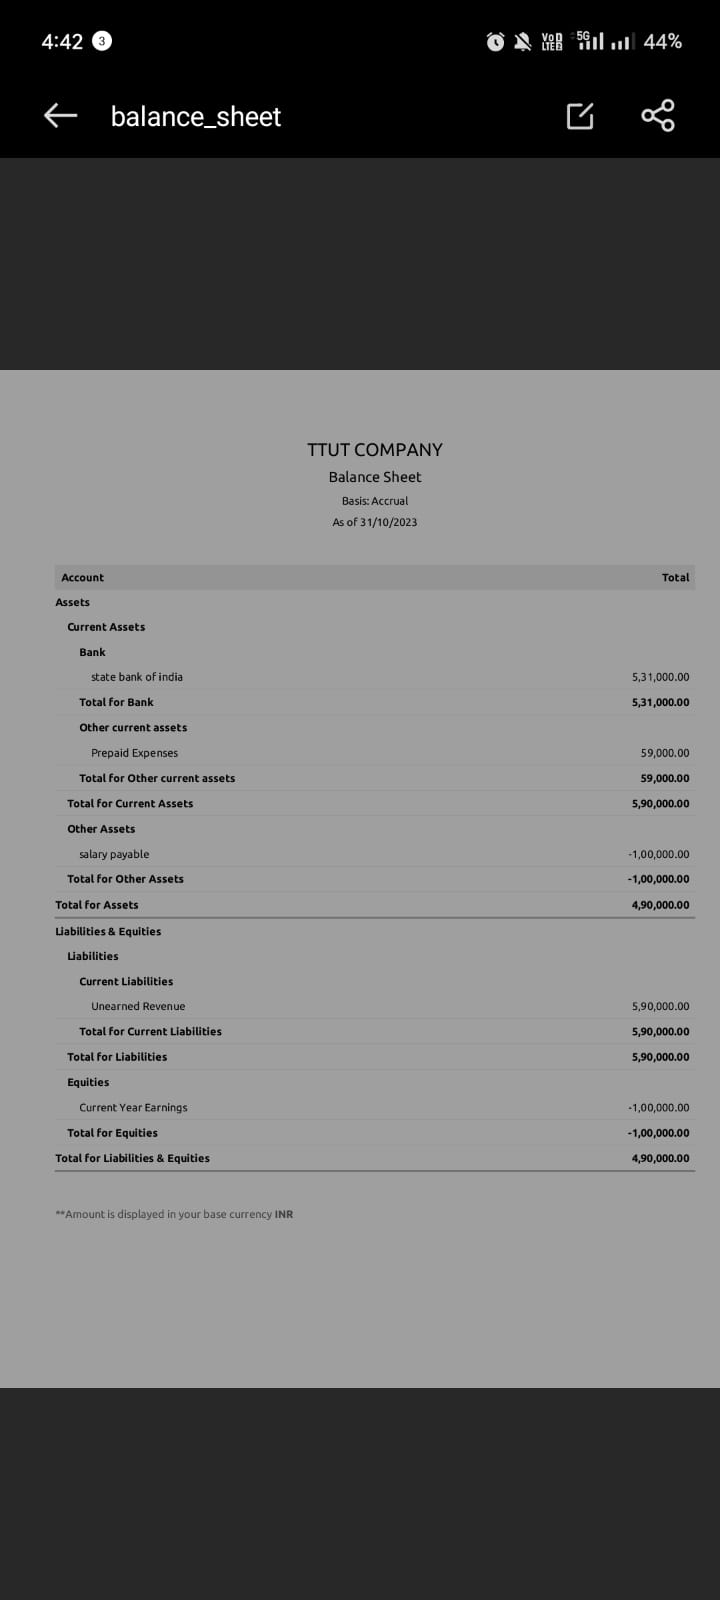 4:42 3 VoD LTE2 5G 44%
balance_sheet
TTUT COMPANY
Balance Sheet
Basis: Accrual
As of 31/10/2023
Account Total
Assets
Current Assets
Bank
state bank of india 5,31,000.00
Total for Bank 5,31,000.00
Other current assets
Prepaid Expenses 59,000.00
Total for Other current assets 59,000.00
Total for Current Assets 5,90,000.00
Other Assets
salary payable -1,00,000.00
Total for Other Assets -1,00,000.00
Total for Assets 4,90,000.00
Liabilities & Equities
Liabilities
Current Liabilities
Unearned Revenue 5,90,000.00
Total for Current Liabilities 5,90,000.00
Total for Liabilities 5,90,000.00
Equities
Current Year Earnings -1,00,000.00
Total for Equities -1,00,000.00
Total for Liabilities & Equities 4,90,000.00
**Amount is displayed in your base currency INR